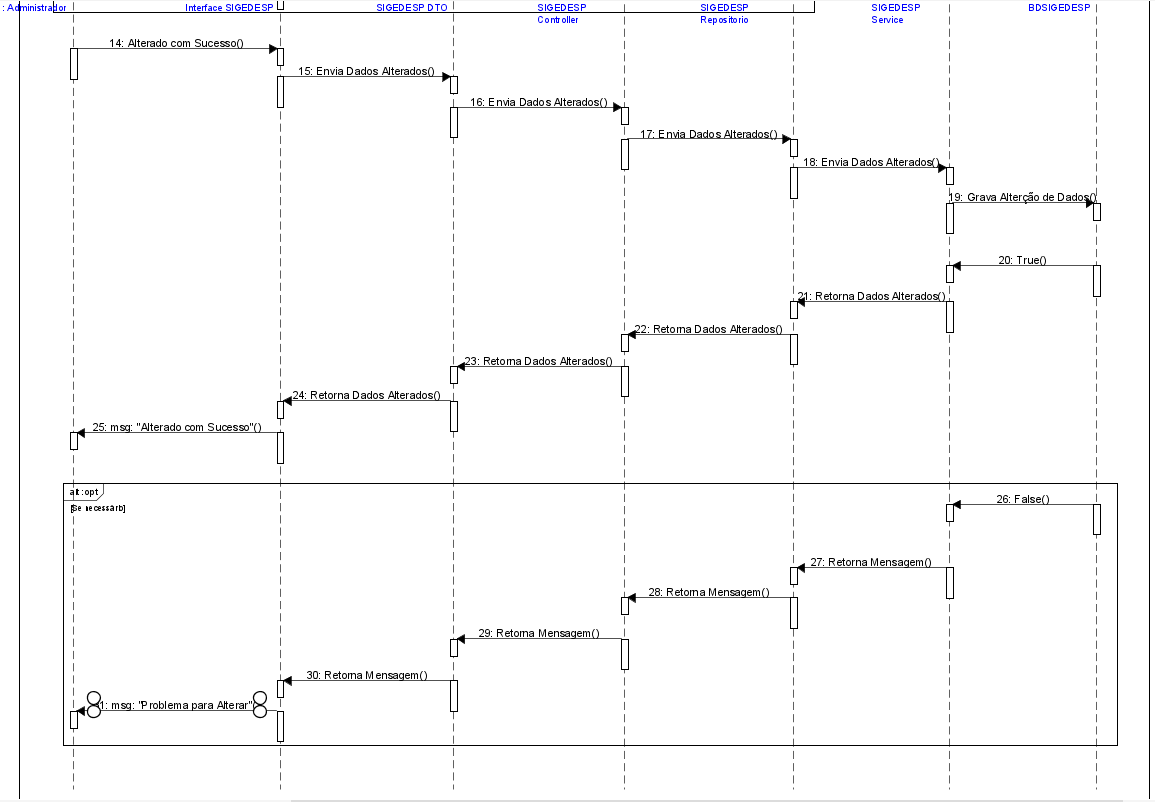 : Administrador
Interface SIGEDESP
SIGEDESP DTO
SIGEDESP
Controller
SIGEDESP
Repositorio
SIGEDESP
Service
BDSIGEDESP
14: Alterado com Sucesso()
15: Envia Dados Alterados()
16: Envia Dados Alterados()
17: Envia Dados Alterados()
18: Envia Dados Alterados()
19: Grava Alterção de Dados()
20: True()
21: Retorna Dados Alterados()
22: Retorna Dados Alterados()
23: Retorna Dados Alterados()
24: Retorna Dados Alterados()
25: msg: "Alterado com Sucesso"()
alt :opt
[Se necessário]
26: False()
27: Retorna Mensagem()
28: Retorna Mensagem()
29: Retorna Mensagem()
30: Retorna Mensagem()
1: msg: "Problema para Alterar"(